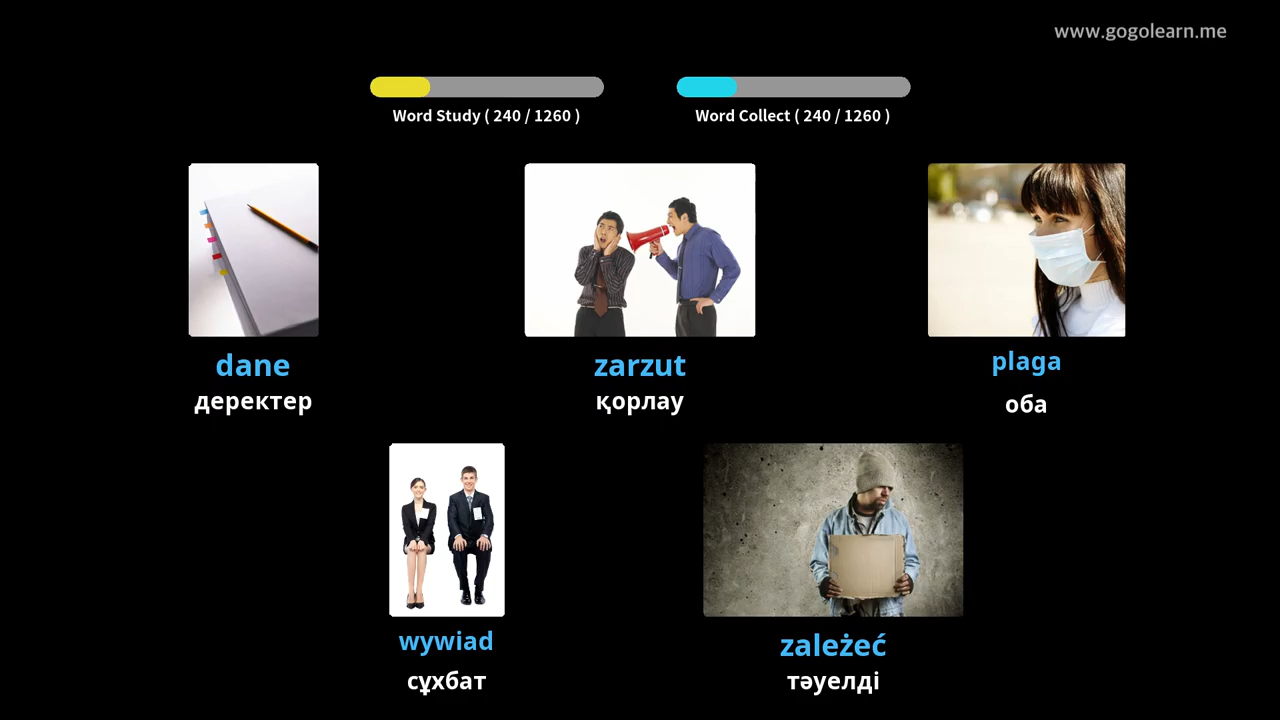 www.gogolearn.me
Word Study ( 240 / 1260 )
Word Collect ( 240 / 1260 )
dane
деректер
zarzut
қорлау
plaga
оба
wywiad
сұхбат
zależeć
тәуелді